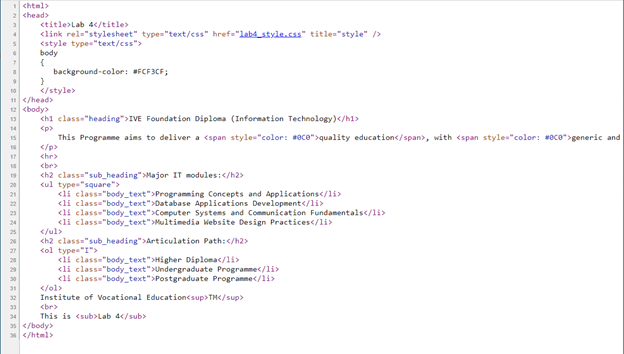 1 <html>
2 <head>
3 <title>Lab 4</title>
4 <link rel="stylesheet" type="text/css" href="lab4_style.css" title="style" />
5 <style type="text/css">
6 body
7 {
8 background-color: #FCF3CF;
9 }
10 </style>
11 </head>
12 <body>
13 <h1 class="heading">IVE Foundation Diploma (Information Technology)</h1>
14 <p>
15 This Programme aims to deliver a <span style="color: #0C0">quality education</span>, with <span style="color: #0C0">generic and
16 </p>
17 <hr>
18 <br>
19 <h2 class="sub_heading">Major IT modules:</h2>
20 <ul type="square">
21 <li class="body_text">Programming Concepts and Applications</li>
22 <li class="body_text">Database Applications Development</li>
23 <li class="body_text">Computer Systems and Communication Fundamentals</li>
24 <li class="body_text">Multimedia Website Design Practices</li>
25 </ul>
26 <h2 class="sub_heading">Articulation Path:</h2>
27 <ol type="I">
28 <li class="body_text">Higher Diploma</li>
29 <li class="body_text">Undergraduate Programme</li>
30 <li class="body_text">Postgraduate Programme</li>
31 </ol>
32 Institute of Vocational Education<sup>TM</sup>
33 <br>
34 This is <sub>Lab 4</sub>
35 </body>
36 </html>